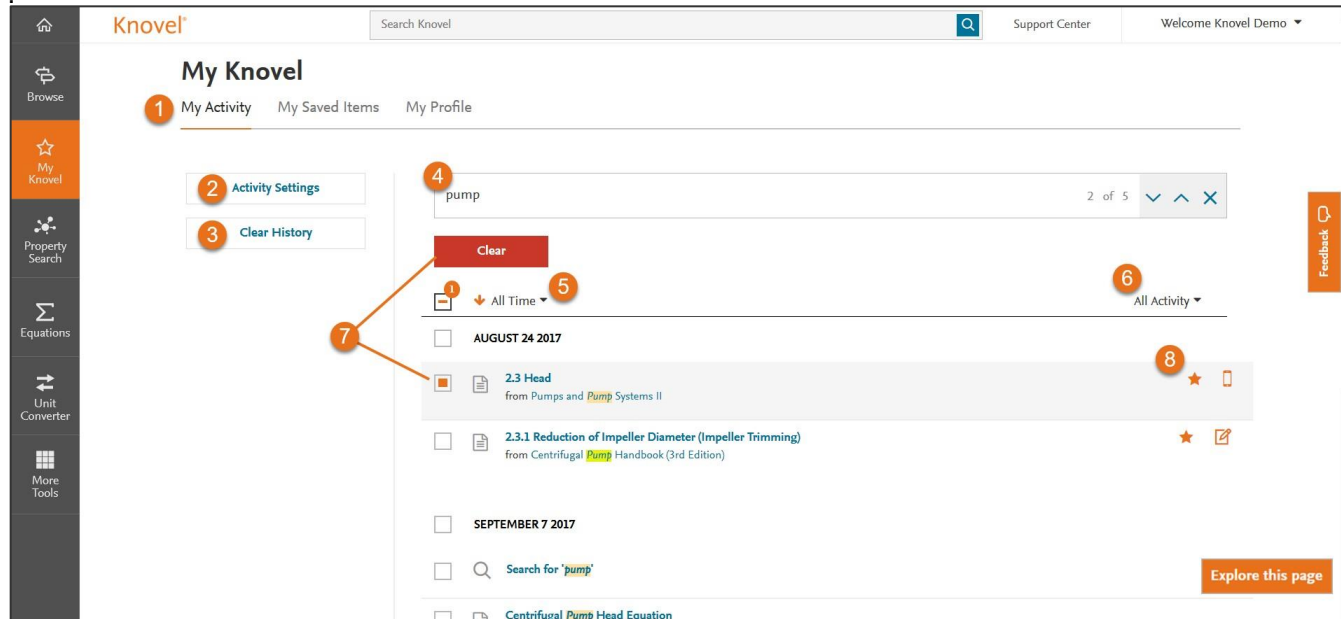 Knovel®
Search Knovel
Support Center
Welcome Knovel Demo
Browse
My Knovel
Property Search
Equations
Unit Converter
More Tools
My Knovel
1 My Activity My Saved Items My Profile
2 Activity Settings
3 Clear History
4
pump 2 of 5
Clear
1 All Time 5
6
All Activity
7
AUGUST 24 2017
8
2.3 Head
from Pumps and Pump Systems II
2.3.1 Reduction of Impeller Diameter (Impeller Trimming)
from Centrifugal Pump Handbook (3rd Edition)
SEPTEMBER 7 2017
Search for 'pump'
Centrifugal Pump Head Equation
Feedback
Explore this page